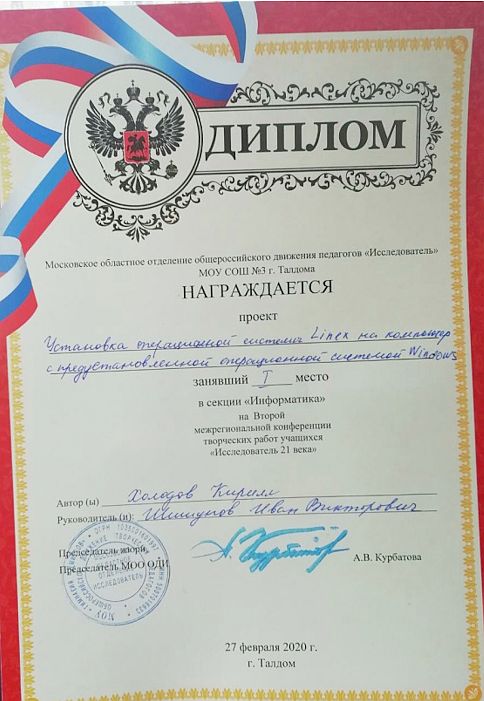 ДИПЛОМ
Московское областное отделение общероссийского движения педагогов «Исследователь»
МОУ СОШ №3 г. Талдома
НАГРАЖДАЕТСЯ
проект
Установка операционной системы Linex на компьютер
с предустановленной операционной системой Windows
занявший I место
в секции «Информатика»
на Второй
межрегиональной конференции
творческих работ учащихся
«Исследователь 21 века»
Автор (ы) Холодов Кирилл
Руководитель (и): Шишунов Иван Викторович
Председатель жюри,
Председатель МОО ОДИ
А.В. Курбатова
ИССЛЕДОВАТЕЛЬ
27 февраля 2020 г.
г. Талдом